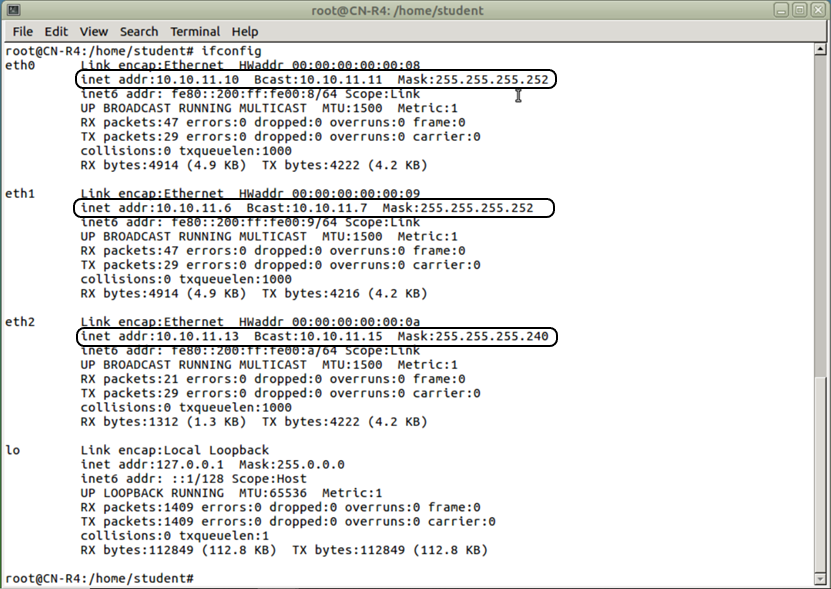 root@CN-R4: /home/student
File Edit View Search Terminal Help
root@CN-R4:/home/student# ifconfig
eth0 Link encap:Ethernet HWaddr 00:00:00:00:00:08
inet addr:10.10.11.10 Bcast:10.10.11.11 Mask:255.255.255.252
inet6 addr: fe80::200:ff:fe00:8/64 Scope:Link
UP BROADCAST RUNNING MULTICAST MTU:1500 Metric:1
RX packets:47 errors:0 dropped:0 overruns:0 frame:0
TX packets:29 errors:0 dropped:0 overruns:0 carrier:0
collisions:0 txqueuelen:1000
RX bytes:4914 (4.9 KB) TX bytes:4222 (4.2 KB)
eth1 Link encap:Ethernet HWaddr 00:00:00:00:00:09
inet addr:10.10.11.6 Bcast:10.10.11.7 Mask:255.255.255.252
inet6 addr: fe80::200:ff:fe00:9/64 Scope:Link
UP BROADCAST RUNNING MULTICAST MTU:1500 Metric:1
RX packets:47 errors:0 dropped:0 overruns:0 frame:0
TX packets:29 errors:0 dropped:0 overruns:0 carrier:0
collisions:0 txqueuelen:1000
RX bytes:4914 (4.9 KB) TX bytes:4216 (4.2 KB)
eth2 Link encap:Ethernet HWaddr 00:00:00:00:00:0a
inet addr:10.10.11.13 Bcast:10.10.11.15 Mask:255.255.255.240
inet6 addr: fe80::200:ff:fe00:a/64 Scope:Link
UP BROADCAST RUNNING MULTICAST MTU:1500 Metric:1
RX packets:21 errors:0 dropped:0 overruns:0 frame:0
TX packets:29 errors:0 dropped:0 overruns:0 carrier:0
collisions:0 txqueuelen:1000
RX bytes:1312 (1.3 KB) TX bytes:4222 (4.2 KB)
lo Link encap:Local Loopback
inet addr:127.0.0.1 Mask:255.0.0.0
inet6 addr: ::1/128 Scope:Host
UP LOOPBACK RUNNING MTU:65536 Metric:1
RX packets:1409 errors:0 dropped:0 overruns:0 frame:0
TX packets:1409 errors:0 dropped:0 overruns:0 carrier:0
collisions:0 txqueuelen:1
RX bytes:112849 (112.8 KB) TX bytes:112849 (112.8 KB)
root@CN-R4:/home/student#